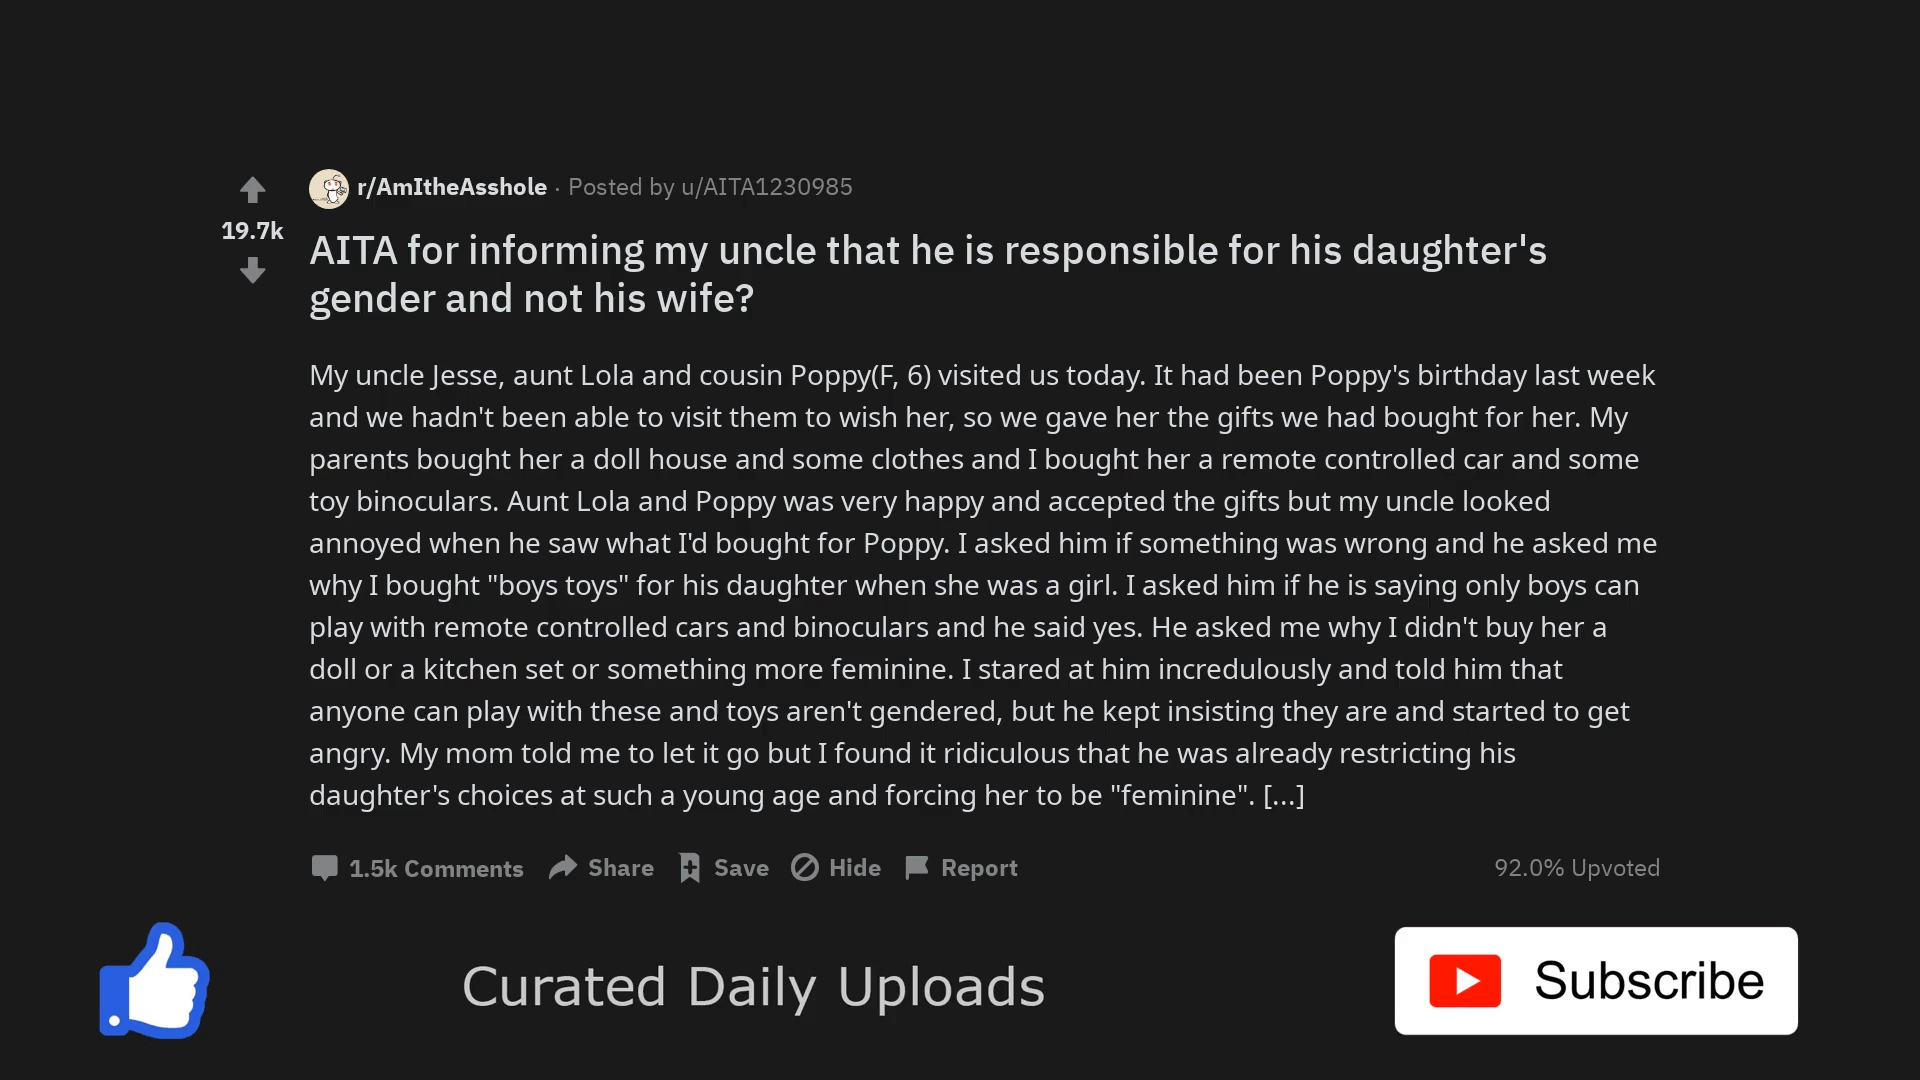 r/AmItheAsshole · Posted by u/AITA1230985
19.7k
AITA for informing my uncle that he is responsible for his daughter's
gender and not his wife?
My uncle Jesse, aunt Lola and cousin Poppy(F, 6) visited us today. It had been Poppy's birthday last week
and we hadn't been able to visit them to wish her, so we gave her the gifts we had bought for her. My
parents bought her a doll house and some clothes and I bought her a remote controlled car and some
toy binoculars. Aunt Lola and Poppy was very happy and accepted the gifts but my uncle looked
annoyed when he saw what I'd bought for Poppy. I asked him if something was wrong and he asked me
why I bought "boys toys" for his daughter when she was a girl. I asked him if he is saying only boys can
play with remote controlled cars and binoculars and he said yes. He asked me why I didn't buy her a
doll or a kitchen set or something more feminine. I stared at him incredulously and told him that
anyone can play with these and toys aren't gendered, but he kept insisting they are and started to get
angry. My mom told me to let it go but I found it ridiculous that he was already restricting his
daughter's choices at such a young age and forcing her to be "feminine". [...]
1.5k Comments Share Save Hide Report 92.0% Upvoted
Curated Daily Uploads
Subscribe